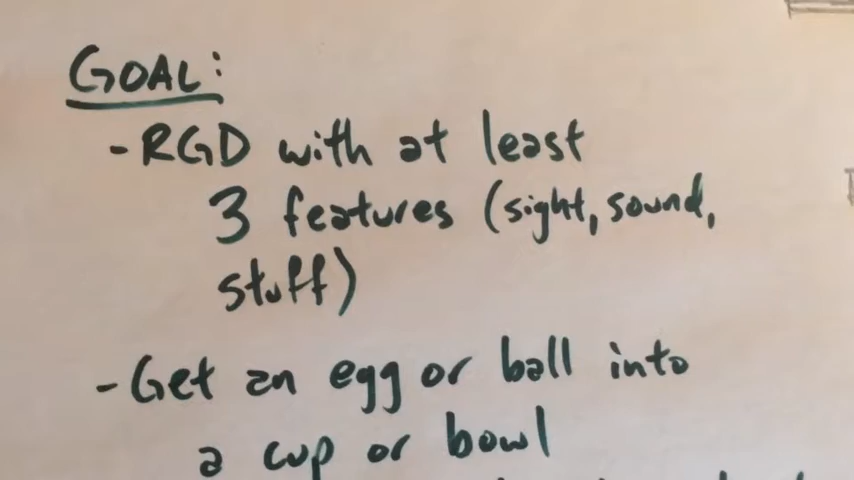 GOAL:
- RGD with at least
3 features (sight, sound,
stuff)
- Get an egg or ball into
a cup or bowl